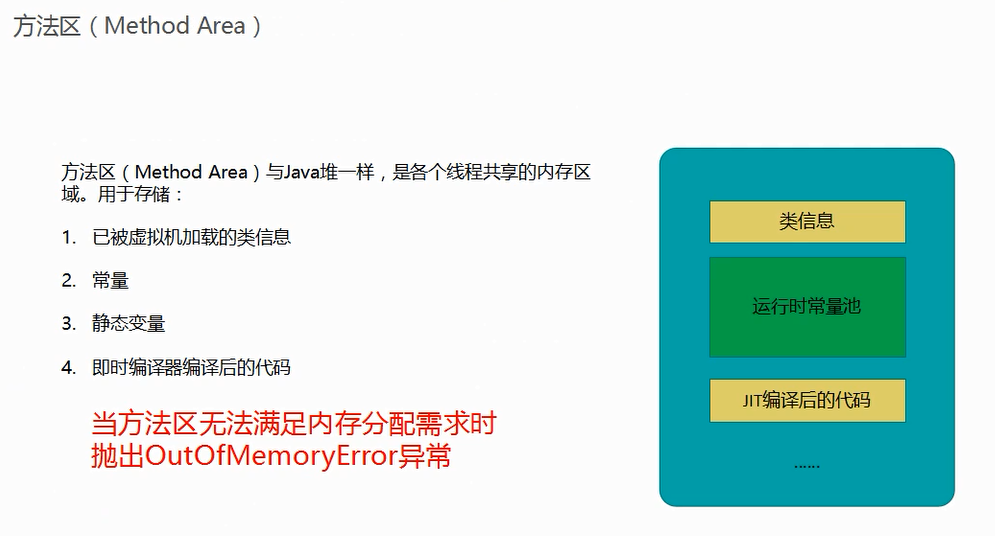 方法区（Method Area）
方法区（Method Area）与Java堆一样，是各个线程共享的内存区
域。用于存储：
1. 已被虚拟机加载的类信息
2. 常量
3. 静态变量
4. 即时编译器编译后的代码
当方法区无法满足内存分配需求时
抛出OutOfMemoryError异常
类信息
运行时常量池
JIT编译后的代码
......